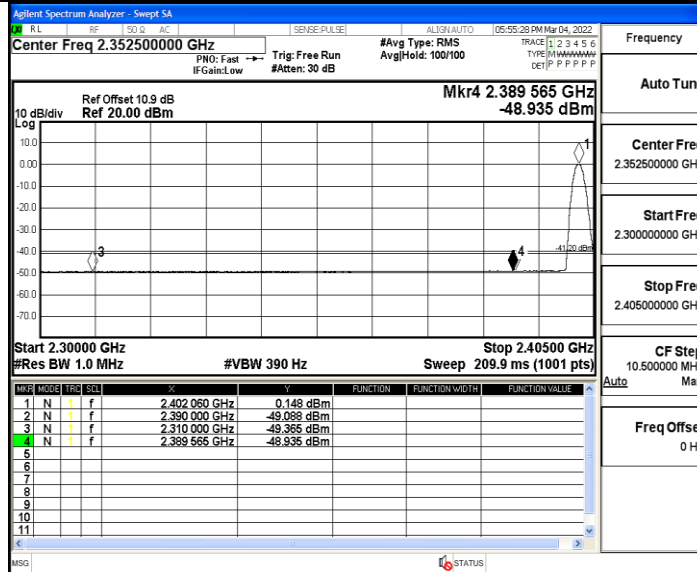 Agilent Spectrum Analyzer - Swept SA
RL RF 50 Ω AC SENSE:PULSE ALIGNAUTO 05:55:28 PM Mar 04, 2022
Center Freq 2.352500000 GHz #Avg Type: RMS TRACE 1 2 3 4 5 6
PNO: Fast Trig: Free Run Avg|Hold: 100/100 TYPE M
IFGain:Low #Atten: 30 dB DET P P P P P P
Ref Offset 10.9 dB Mkr4 2.389 565 GHz
10 dB/div Ref 20.00 dBm -48.935 dBm
Log
10.0
1
0.00
-10.0
-20.0
-30.0
-40.0 3 4 -41.20 dBm
-50.0
-60.0
-70.0
Start 2.30000 GHz Stop 2.40500 GHz
#Res BW 1.0 MHz #VBW 390 Hz Sweep 209.9 ms (1001 pts)
MKR MODE TRC SCL X Y FUNCTION FUNCTION WIDTH FUNCTION VALUE
1 N 1 f 2.402 060 GHz 0.148 dBm
2 N 1 f 2.390 000 GHz -49.088 dBm
3 N 1 f 2.310 000 GHz -49.365 dBm
4 N 1 f 2.389 565 GHz -48.935 dBm
5
6
7
8
9
10
11
MSG STATUS
Frequency
Auto Tun
Center Fre
2.352500000 GH
Start Fre
2.300000000 GH
Stop Fre
2.405000000 GH
CF Ste
10.500000 MH
Auto Ma
Freq Offse
0 H